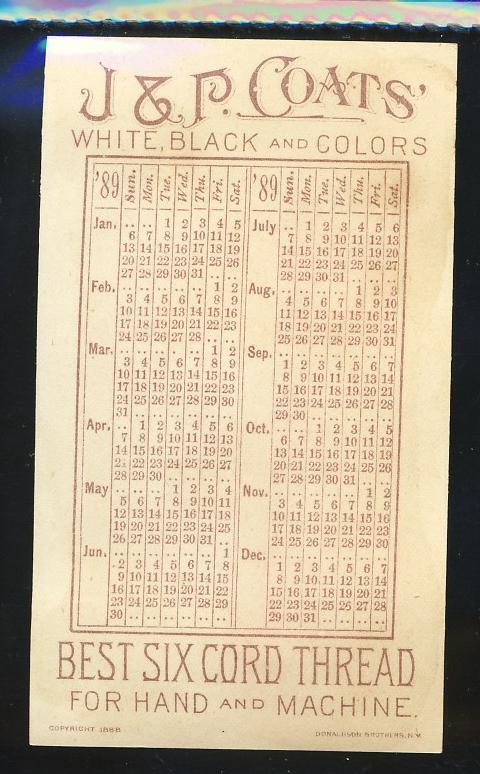 J & P. COATS'
WHITE, BLACK AND COLORS
'89 Sun. Mon. Tue. Wed. Thu. Fri. Sat.
Jan. .. .. 1 2 3 4 5
6 7 8 9 10 11 12
13 14 15 16 17 18 19
20 21 22 23 24 25 26
27 28 29 30 31 .. ..
Feb. .. .. .. .. .. 1 2
3 4 5 6 7 8 9
10 11 12 13 14 15 16
17 18 19 20 21 22 23
24 25 26 27 28 .. ..
Mar. .. .. .. .. .. 1 2
3 4 5 6 7 8 9
10 11 12 13 14 15 16
17 18 19 20 21 22 23
24 25 26 27 28 29 30
31 .. .. .. .. .. ..
Apr. .. 1 2 3 4 5 6
7 8 9 10 11 12 13
14 15 16 17 18 19 20
21 22 23 24 25 26 27
28 29 30 .. .. .. ..
May .. .. .. 1 2 3 4
5 6 7 8 9 10 11
12 13 14 15 16 17 18
19 20 21 22 23 24 25
26 27 28 29 30 31 ..
Jun. .. .. .. .. .. .. 1
2 3 4 5 6 7 8
9 10 11 12 13 14 15
16 17 18 19 20 21 22
23 24 25 26 27 28 29
30 .. .. .. .. .. ..
'89 Sun. Mon. Tue. Wed. Thu. Fri. Sat.
July .. 1 2 3 4 5 6
7 8 9 10 11 12 13
14 15 16 17 18 19 20
21 22 23 24 25 26 27
28 29 30 31 .. .. ..
Aug. .. .. .. .. 1 2 3
4 5 6 7 8 9 10
11 12 13 14 15 16 17
18 19 20 21 22 23 24
25 26 27 28 29 30 31
Sep. .. .. .. .. .. .. ..
1 2 3 4 5 6 7
8 9 10 11 12 13 14
15 16 17 18 19 20 21
22 23 24 25 26 27 28
29 30 .. .. .. .. ..
Oct. .. .. 1 2 3 4 5
6 7 8 9 10 11 12
13 14 15 16 17 18 19
20 21 22 23 24 25 26
27 28 29 30 31 .. ..
Nov. .. .. .. .. .. 1 2
3 4 5 6 7 8 9
10 11 12 13 14 15 16
17 18 19 20 21 22 23
24 25 26 27 28 29 30
Dec. .. .. .. .. .. .. ..
1 2 3 4 5 6 7
8 9 10 11 12 13 14
15 16 17 18 19 20 21
22 23 24 25 26 27 28
29 30 31 .. .. .. ..
BEST SIX CORD THREAD
FOR HAND AND MACHINE.
COPYRIGHT 1888 DONALDSON BROTHERS, N.Y.